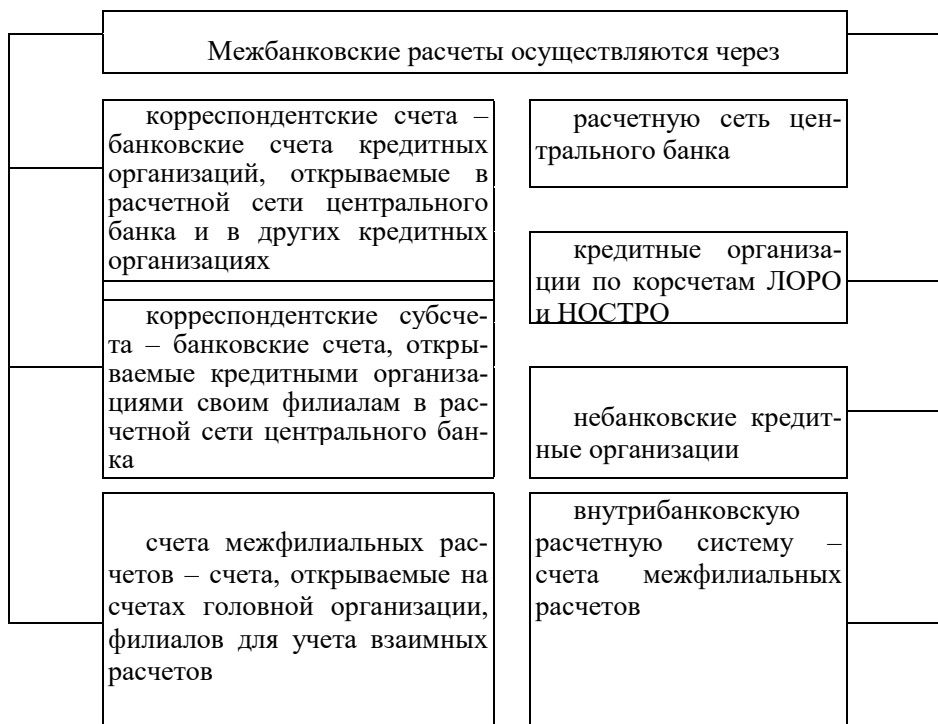 Межбанковские расчеты осуществляются через
корреспондентские счета –
банковские счета кредитных
организаций, открываемые в
расчетной сети центрального
банка и в других кредитных
организациях
корреспондентские субсче-
та – банковские счета, откры-
ваемые кредитными организа-
циями своим филиалам в рас-
четной сети центрального бан-
ка
счета межфилиальных рас-
четов – счета, открываемые на
счетах головной организации,
филиалов для учета взаимных
расчетов
расчетную сеть цен-
трального банка
кредитные организа-
ции по корсчетам ЛОРО
и НОСТРО
небанковские кредит-
ные организации
внутрибанковскую
расчетную систему –
счета межфилиальных
расчетов